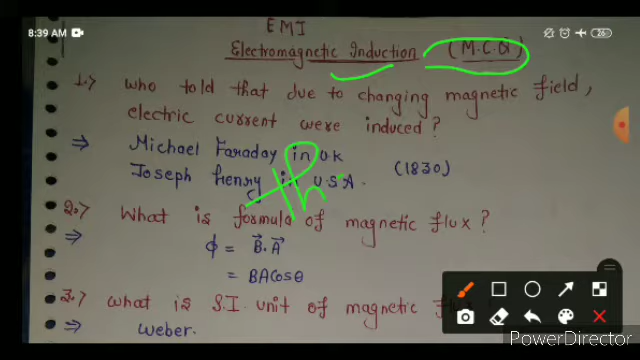 8:39 AM
26
EMI
Electromagnetic Induction (M.C.Q)
1.) Who told that due to changing magnetic field,
electric current were induced?
⇒ Michael Faraday in U.K
Joseph henry in U.S.A. (1830)
2.) What is formula of magnetic flux?
⇒ ϕ = B⃗.A⃗
= BACosθ
3.) What is S.I. unit of magnetic
⇒ Weber.
PowerDirector